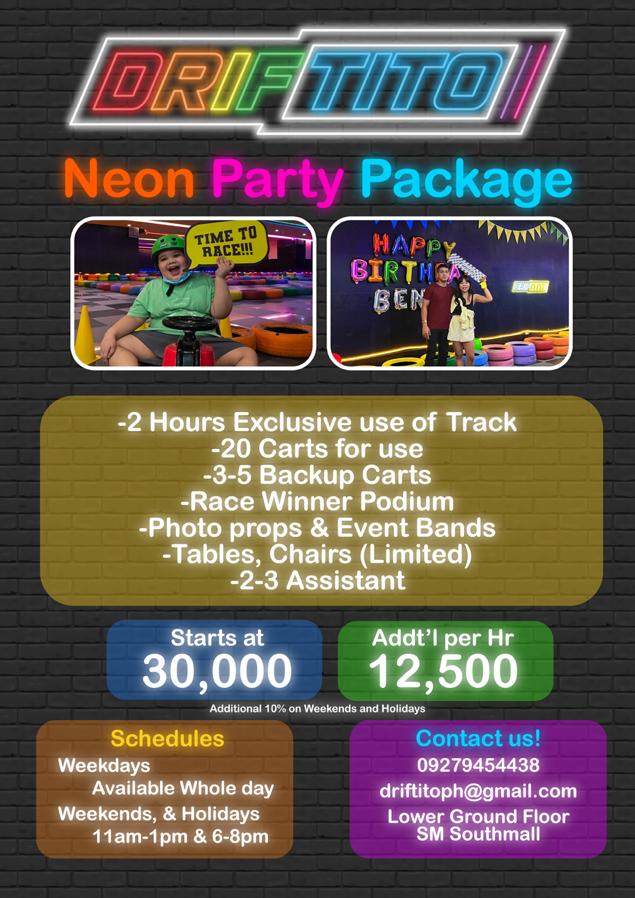 DRIFTITO
Neon Party Package
TIME TO
RACE!!!
HAPPY
BIRTHDA
BEN
-2 Hours Exclusive use of Track
-20 Carts for use
-3-5 Backup Carts
-Race Winner Podium
-Photo props & Event Bands
-Tables, Chairs (Limited)
-2-3 Assistant
Starts at
30,000
Addt'l per Hr
12,500
Additional 10% on Weekends and Holidays
Schedules
Weekdays
Available Whole day
Weekends, & Holidays
11am-1pm & 6-8pm
Contact us!
09279454438
driftitoph@gmail.com
Lower Ground Floor
SM Southmall